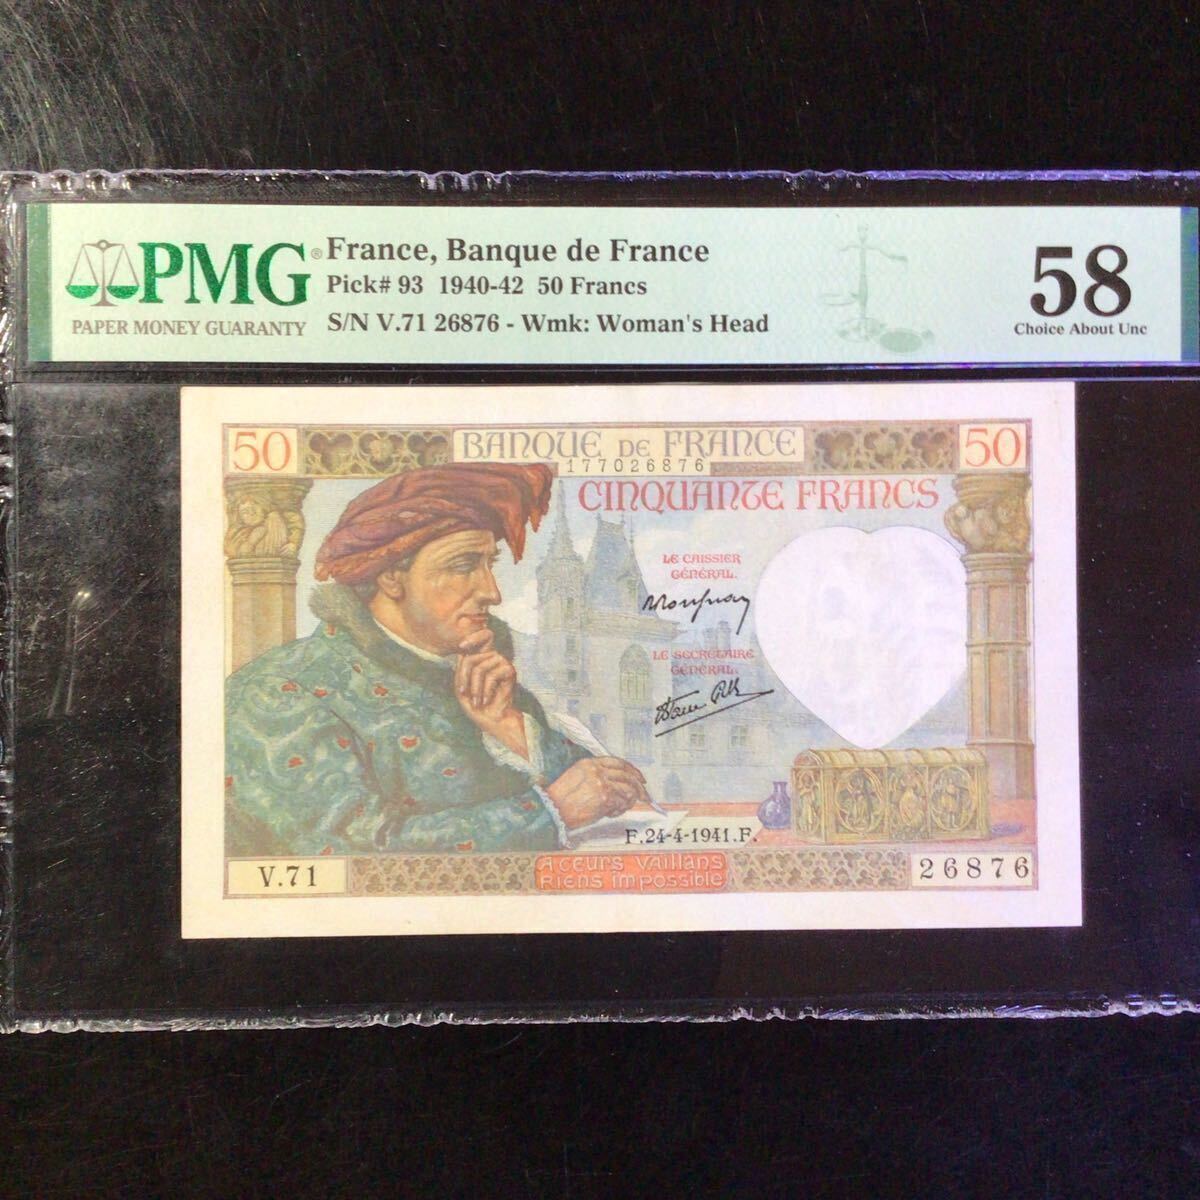 PMG®
PAPER MONEY GUARANTY
France, Banque de France
Pick# 93 1940-42 50 Francs
S/N V.71 26876 - Wmk: Woman's Head
58
Choice About Unc
50
BANQUE DE FRANCE
50
177026876
CINQUANTE FRANCS
LE CAISSIER
GÉNÉRAL.
LE SECRÉTAIRE
GÉNÉRAL.
F.24-4-1941.F.
V.71
A CŒURS VAILLANS
RIENS IMPOSSIBLE
26876